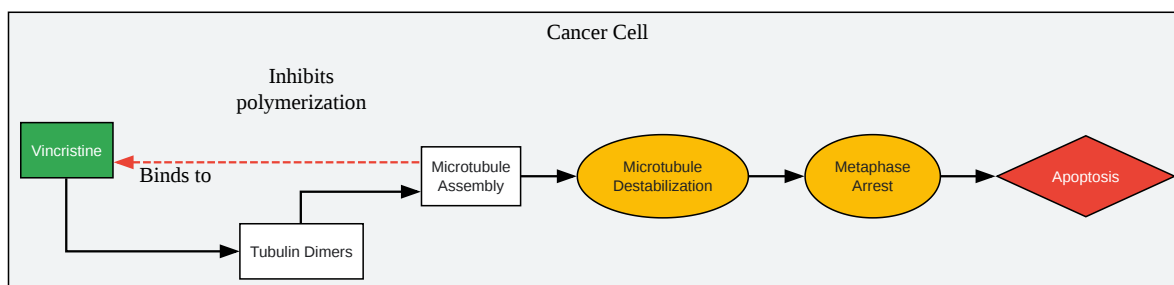 Cancer Cell
Inhibits
polymerization
Vincristine
Binds to
Microtubule
Assembly
Microtubule
Destabilization
Metaphase
Arrest
Apoptosis
Tubulin Dimers